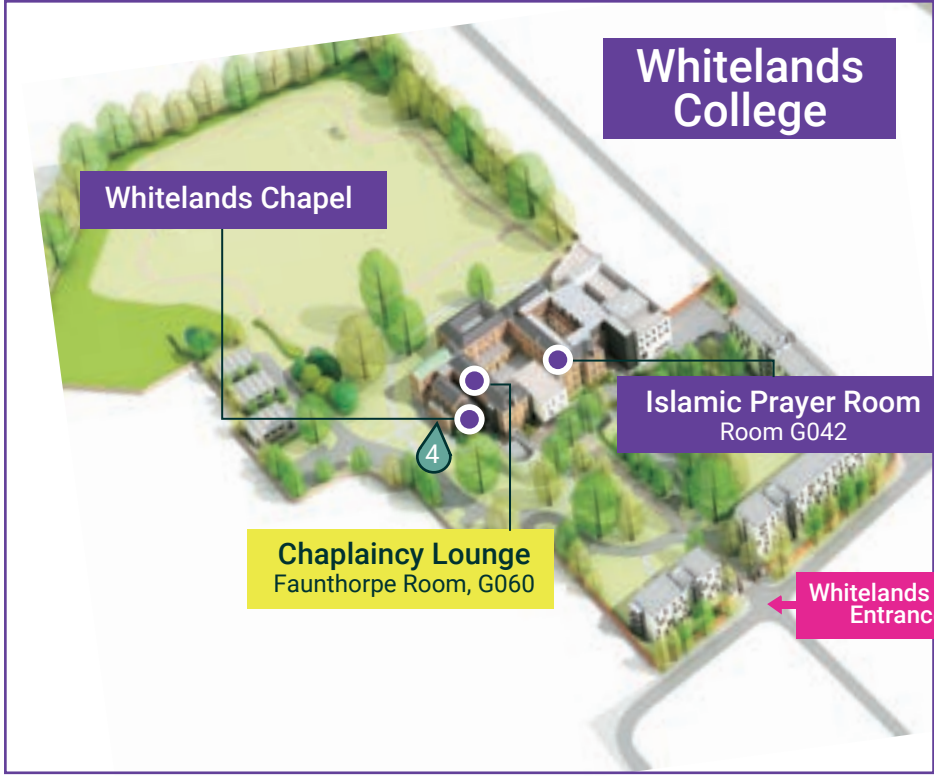 Whitelands
College
Whitelands Chapel
Islamic Prayer Room
Room G042
4
Chaplaincy Lounge
Faunthorpe Room, G060
Whitelands
Entranc